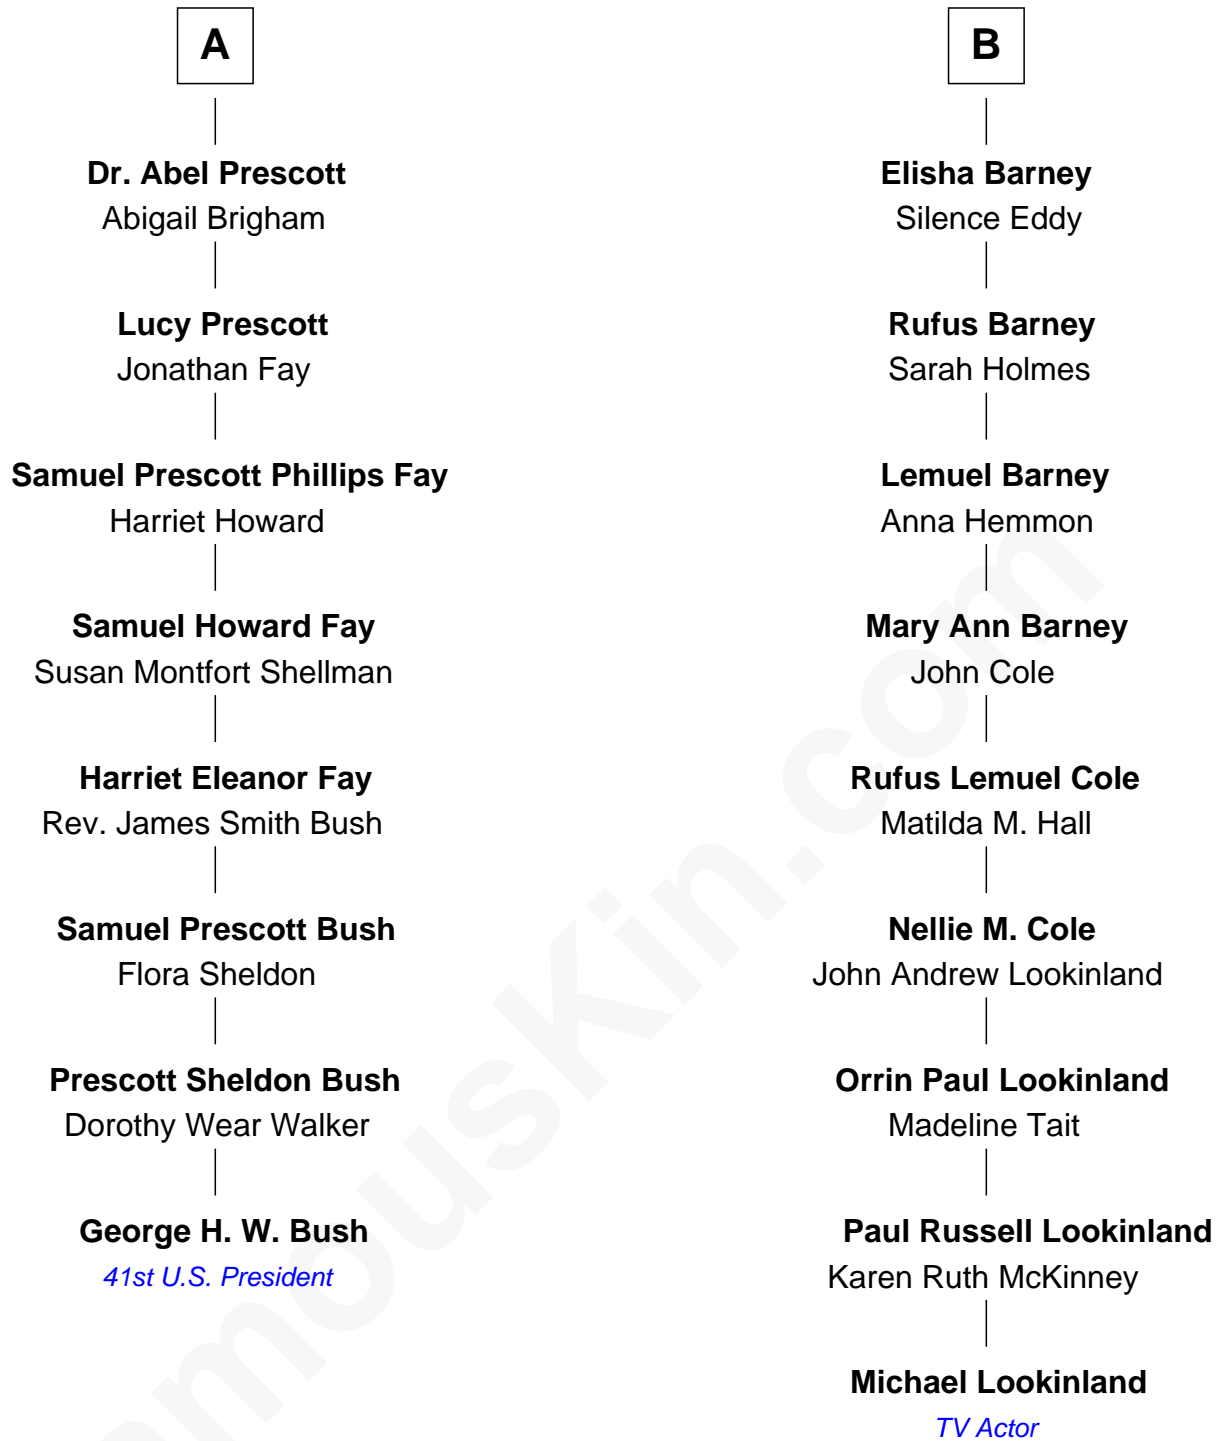 A
Dr. Abel Prescott
Abigail Brigham
Lucy Prescott
Jonathan Fay
Samuel Prescott Phillips Fay
Harriet Howard
Samuel Howard Fay
Susan Montfort Shellman
Harriet Eleanor Fay
Rev. James Smith Bush
Samuel Prescott Bush
Flora Sheldon
Prescott Sheldon Bush
Dorothy Wear Walker
George H. W. Bush
41st U.S. President
B
Elisha Barney
Silence Eddy
Rufus Barney
Sarah Holmes
Lemuel Barney
Anna Hemmon
Mary Ann Barney
John Cole
Rufus Lemuel Cole
Matilda M. Hall
Nellie M. Cole
John Andrew Lookinland
Orrin Paul Lookinland
Madeline Tait
Paul Russell Lookinland
Karen Ruth McKinney
Michael Lookinland
TV Actor
amouskin.com